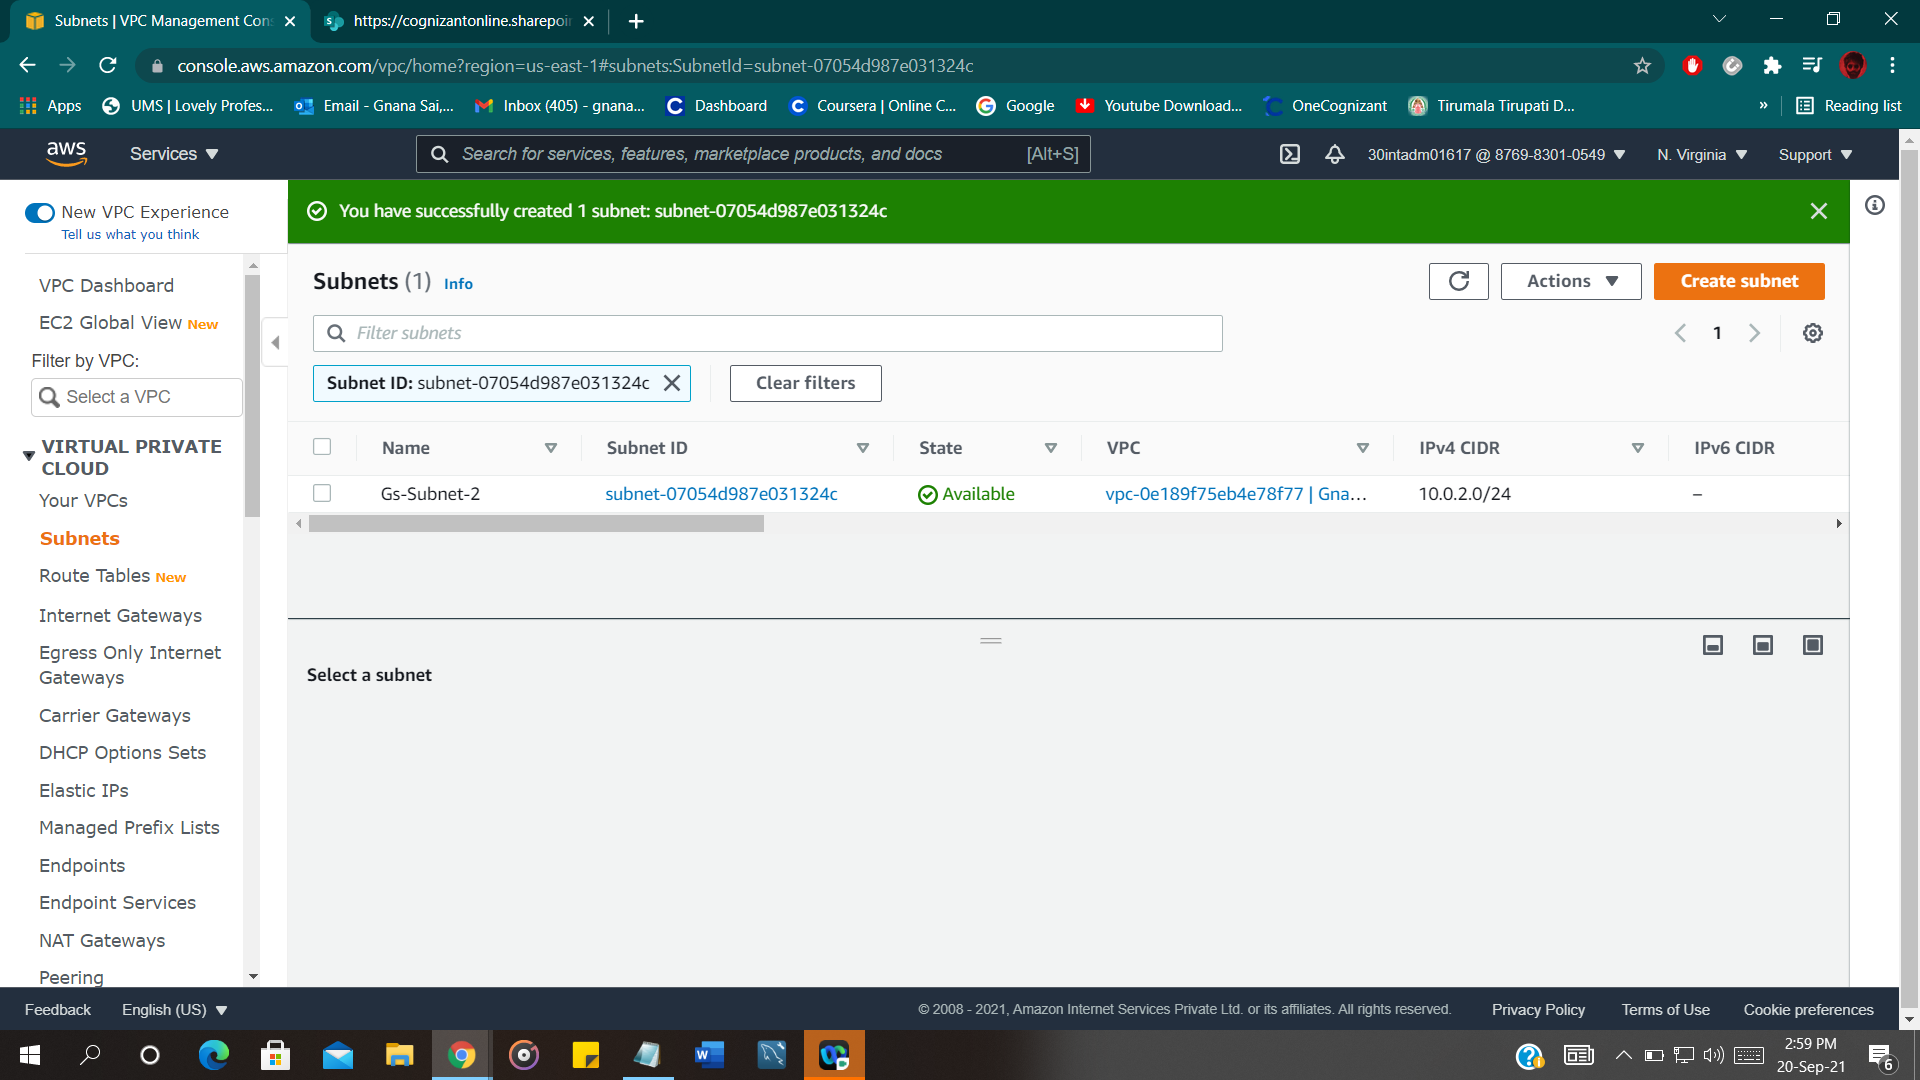 Subnets | VPC Management Con
https://cognizantonline.sharepoi
console.aws.amazon.com/vpc/home?region=us-east-1#subnets:SubnetId=subnet-07054d987e031324c
Apps
UMS | Lovely Profes...
Email - Gnana Sai,...
Inbox (405) - gnana...
Dashboard
Coursera | Online C...
Google
Youtube Download...
OneCognizant
Tirumala Tirupati D...
»
Reading list
aws
Services
Search for services, features, marketplace products, and docs
[Alt+S]
30intadm01617 @ 8769-8301-0549
N. Virginia
Support
New VPC Experience
Tell us what you think
VPC Dashboard
EC2 Global View New
Filter by VPC:
Select a VPC
VIRTUAL PRIVATE
CLOUD
Your VPCs
Subnets
Route Tables New
Internet Gateways
Egress Only Internet
Gateways
Carrier Gateways
DHCP Options Sets
Elastic IPs
Managed Prefix Lists
Endpoints
Endpoint Services
NAT Gateways
Peering
You have successfully created 1 subnet: subnet-07054d987e031324c
Subnets (1) Info
Actions
Create subnet
Filter subnets
1
Subnet ID: subnet-07054d987e031324c
Clear filters
Name
Subnet ID
State
VPC
IPv4 CIDR
IPv6 CIDR
Gs-Subnet-2
subnet-07054d987e031324c
Available
vpc-0e189f75eb4e78f77 | Gna...
10.0.2.0/24
–
Select a subnet
Feedback
English (US)
© 2008 - 2021, Amazon Internet Services Private Ltd. or its affiliates. All rights reserved.
Privacy Policy
Terms of Use
Cookie preferences
2:59 PM
20-Sep-21
6